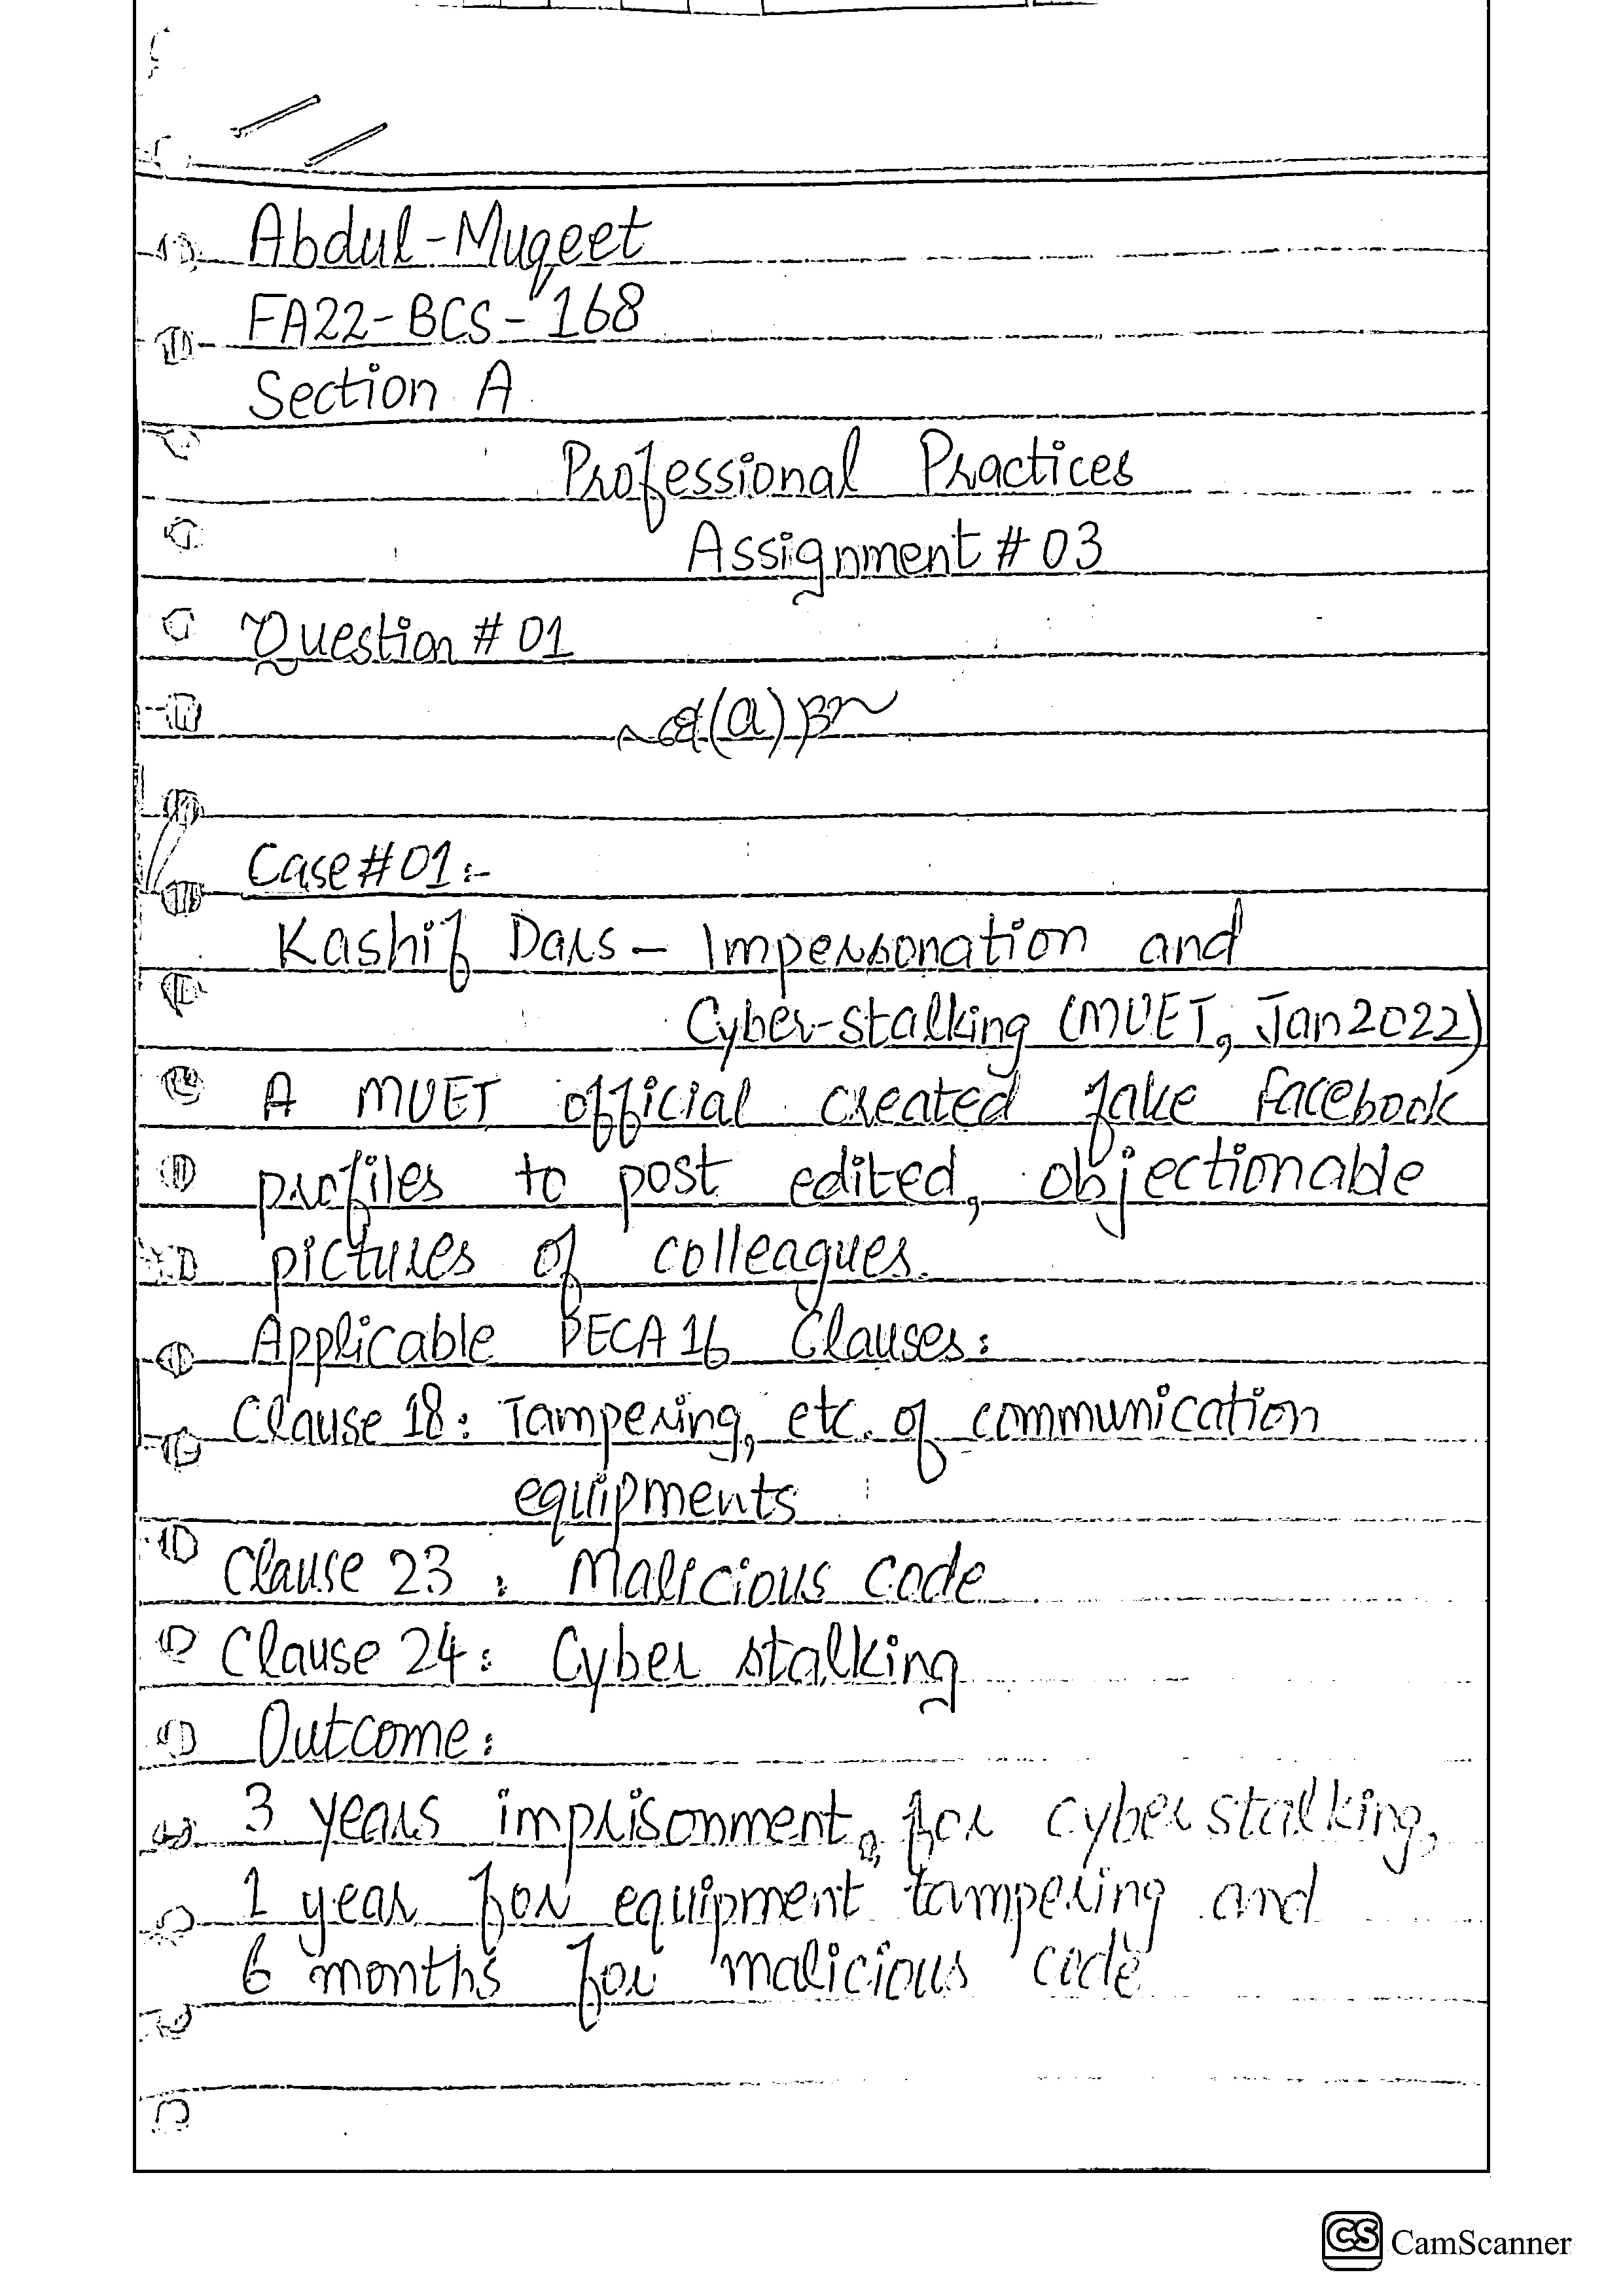 Abdul-Muqeet
FA22-BCS-168
Section A
Professional Practices
Assignment # 03
Question # 01
(a)
Case # 01:-
Kashif Dars - Impersonation and
Cyber-stalking (MUET, Jan 2022)
A MUET official created fake facebook
profiles to post edited, objectionable
pictures of colleagues.
Applicable PECA 16 Clauses:
Clause 18: Tampering, etc. of communication
equipments
Clause 23: Malicious code
Clause 24: Cyber stalking
Outcome:
3 years imprisonment, for cyber stalking,
1 year for equipment tampering and
6 months for malicious code
CS CamScanner